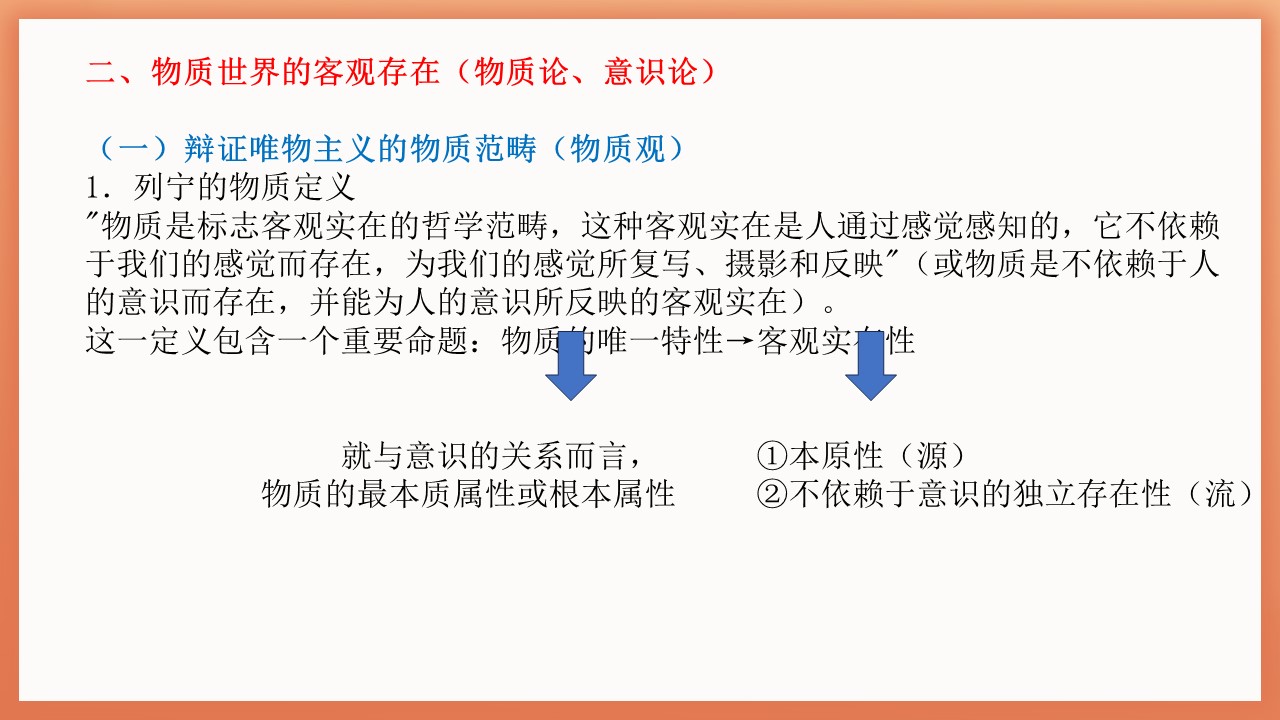 二、物质世界的客观存在（物质论、意识论）
（一）辩证唯物主义的物质范畴（物质观）
1．列宁的物质定义
"物质是标志客观实在的哲学范畴，这种客观实在是人通过感觉感知的，它不依赖
于我们的感觉而存在，为我们的感觉所复写、摄影和反映"（或物质是不依赖于人
的意识而存在，并能为人的意识所反映的客观实在）。
这一定义包含一个重要命题：物质的唯一特性→客观实在性
就与意识的关系而言，
物质的最本质属性或根本属性
①本原性（源）
②不依赖于意识的独立存在性（流）